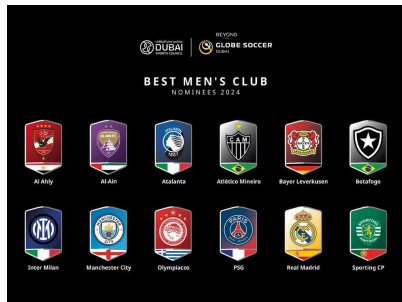 BEYOND
DUBAI
SPORTS COUNCIL
GLOBE SOCCER
DUBAI
BEST MEN'S CLUB
NOMINEES 2024
Al Ahly
Al-Ain
Atalanta
Atlético Mineiro
Bayer Leverkusen
Botafogo
Inter Milan
Manchester City
Olympiacos
PSG
Real Madrid
Sporting CP